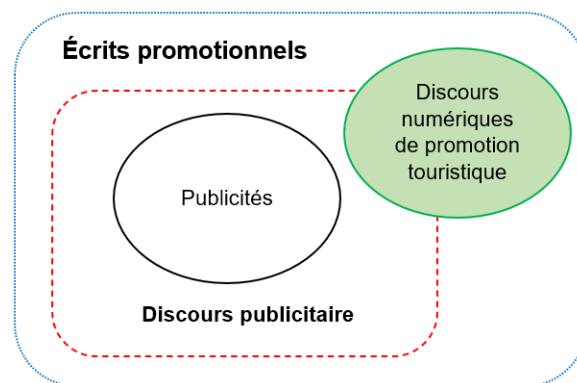 Écrits promotionnels
Discours
numériques
de promotion
touristique
Publicités
Discours publicitaire